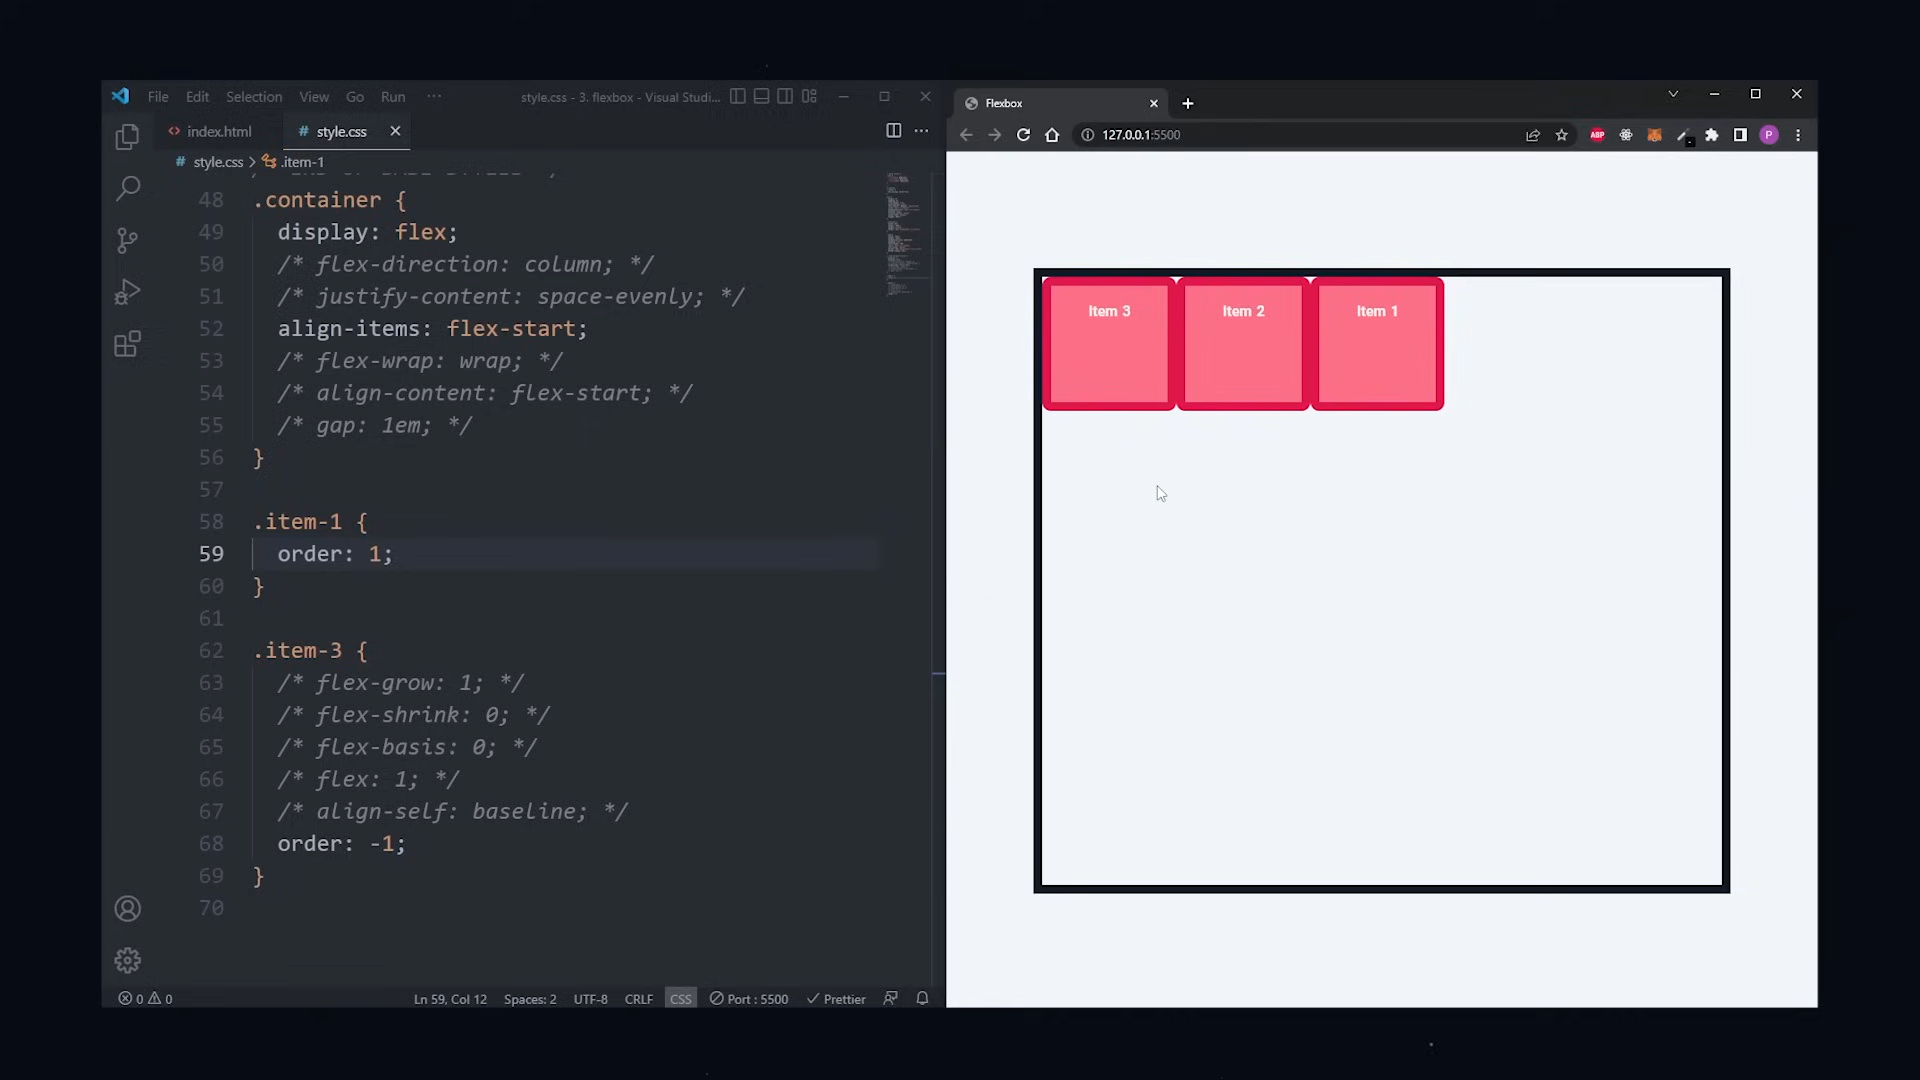 File Edit Selection View Go Run ··· style.css - 3. flexbox - Visual Studi...
index.html style.css
style.css > .item-1
48 .container {
49 display: flex;
50 /* flex-direction: column; */
51 /* justify-content: space-evenly; */
52 align-items: flex-start;
53 /* flex-wrap: wrap; */
54 /* align-content: flex-start; */
55 /* gap: 1em; */
56 }
57
58 .item-1 {
59 order: 1;
60 }
61
62 .item-3 {
63 /* flex-grow: 1; */
64 /* flex-shrink: 0; */
65 /* flex-basis: 0; */
66 /* flex: 1; */
67 /* align-self: baseline; */
68 order: -1;
69 }
70
0 0 Ln 59, Col 12 Spaces: 2 UTF-8 CRLF CSS Port : 5500 Prettier
Flexbox
127.0.0.1:5500
ABP
P
Item 3 Item 2 Item 1